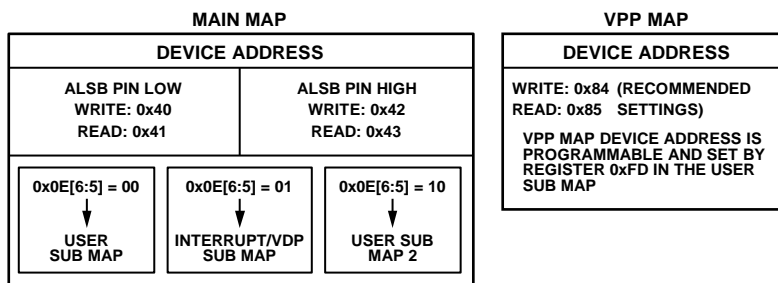 MAIN MAP
DEVICE ADDRESS
ALSB PIN LOW
WRITE: 0x40
READ: 0x41
ALSB PIN HIGH
WRITE: 0x42
READ: 0x43
0x0E[6:5] = 00
USER
SUB MAP
0x0E[6:5] = 01
INTERRUPT/VDP
SUB MAP
0x0E[6:5] = 10
USER SUB
MAP 2
VPP MAP
DEVICE ADDRESS
WRITE: 0x84 (RECOMMENDED
READ: 0x85 SETTINGS)
VPP MAP DEVICE ADDRESS IS
PROGRAMMABLE AND SET BY
REGISTER 0xFD IN THE USER
SUB MAP